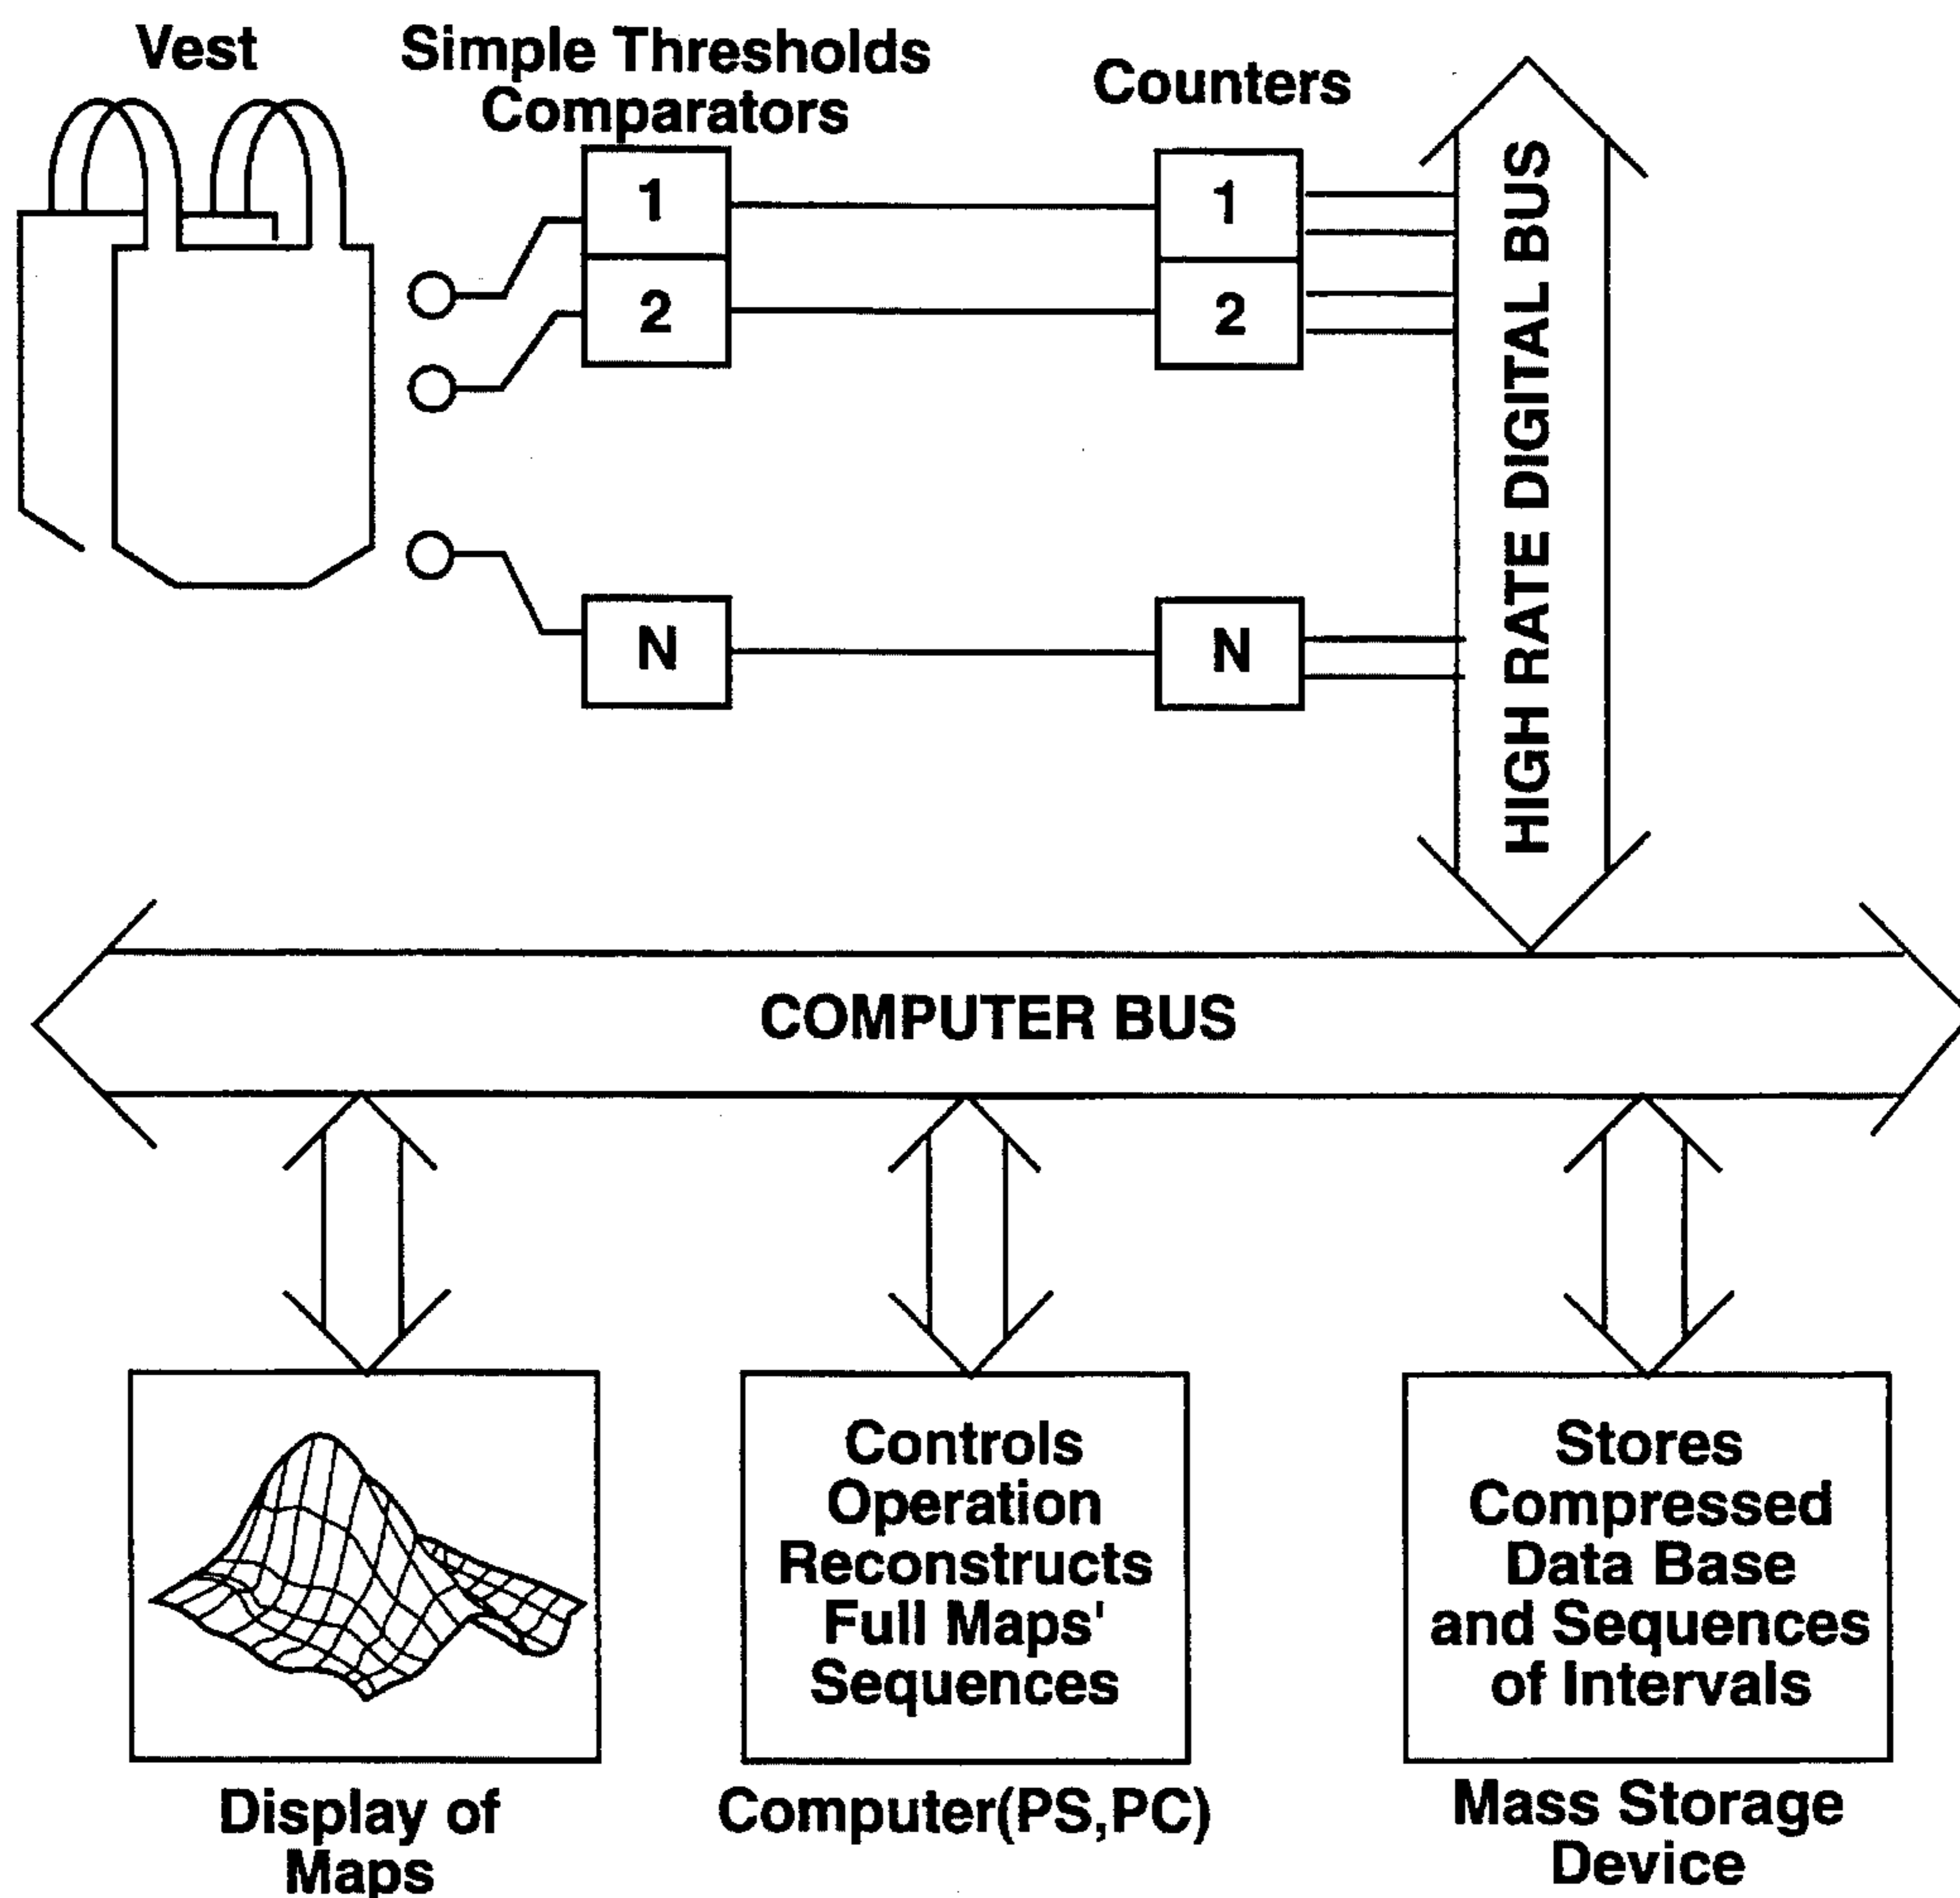 Vest
Simple Thresholds
Comparators
Counters
1
1
2
2
N
N
HIGH RATE DIGITAL BUS
COMPUTER BUS
Controls
Operation
Reconstructs
Full Maps'
Sequences
Stores
Compressed
Data Base
and Sequences
of Intervals
Display of
Maps
Computer(PS,PC)
Mass Storage
Device